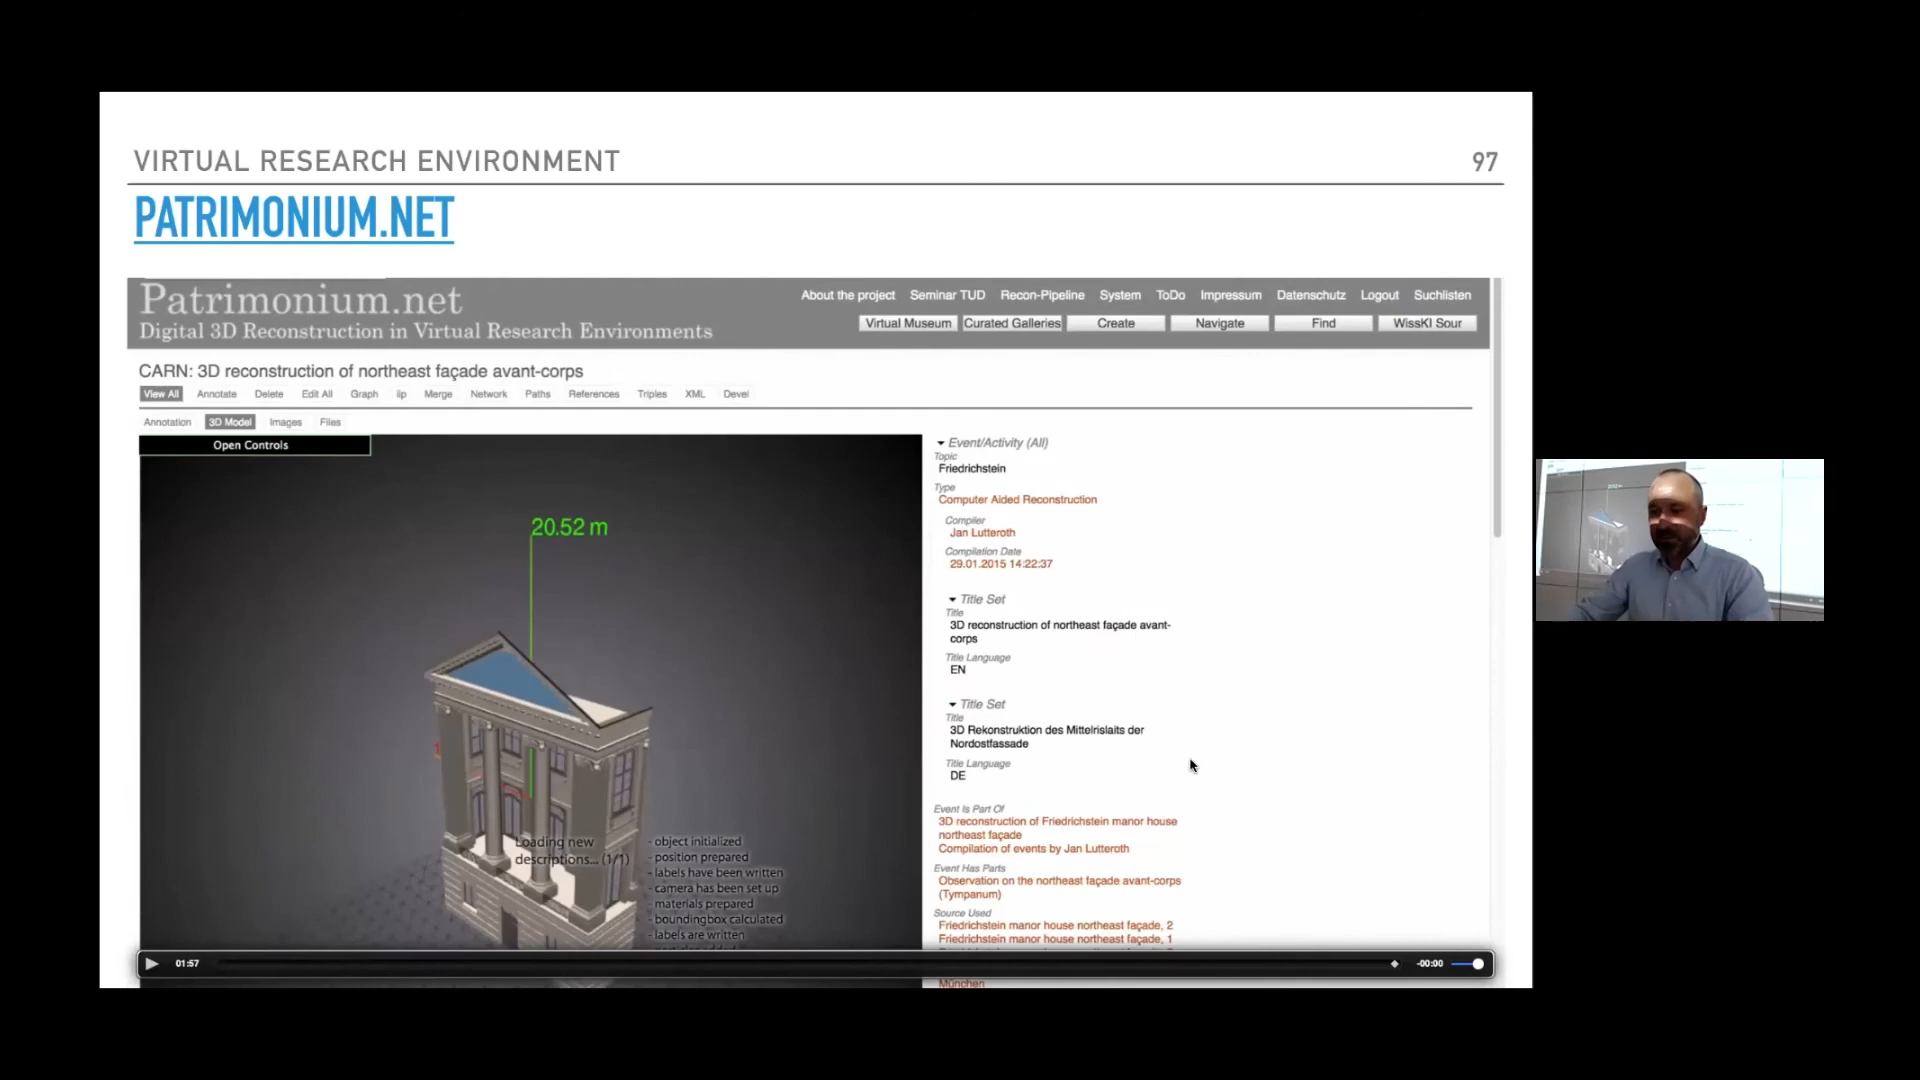 VIRTUAL RESEARCH ENVIRONMENT
97
PATRIMONIUM.NET
Patrimonium.net
Digital 3D Reconstruction in Virtual Research Environments
About the project Seminar TUD Recon-Pipeline System ToDo Impressum Datenschutz Logout Suchlisten
Virtual Museum Curated Galleries Create Navigate Find WissKI Sour
CARN: 3D reconstruction of northeast façade avant-corps
View All Annotate Delete Edit All Graph iip Merge Network Paths References Triples XML Devel
Annotation 3D Model Images Files
Open Controls
20.52 m
Loading new
descriptions... (1/1)
- object initialized
- position prepared
- labels have been written
- camera has been set up
- materials prepared
- boundingbox calculated
- labels are written
Event/Activity (All)
Topic
Friedrichstein
Type
Computer Aided Reconstruction
Compiler
Jan Lutteroth
Compilation Date
29.01.2015 14:22:37
Title Set
Title
3D reconstruction of northeast façade avant-
corps
Title Language
EN
Title Set
Title
3D Rekonstruktion des Mittelrislaits der
Nordostfassade
Title Language
DE
Event Is Part Of
3D reconstruction of Friedrichstein manor house
northeast façade
Compilation of events by Jan Lutteroth
Event Has Parts
Observation on the northeast façade avant-corps
(Tympanum)
Source Used
Friedrichstein manor house northeast façade, 2
Friedrichstein manor house northeast façade, 1
München
01:57
-00:00